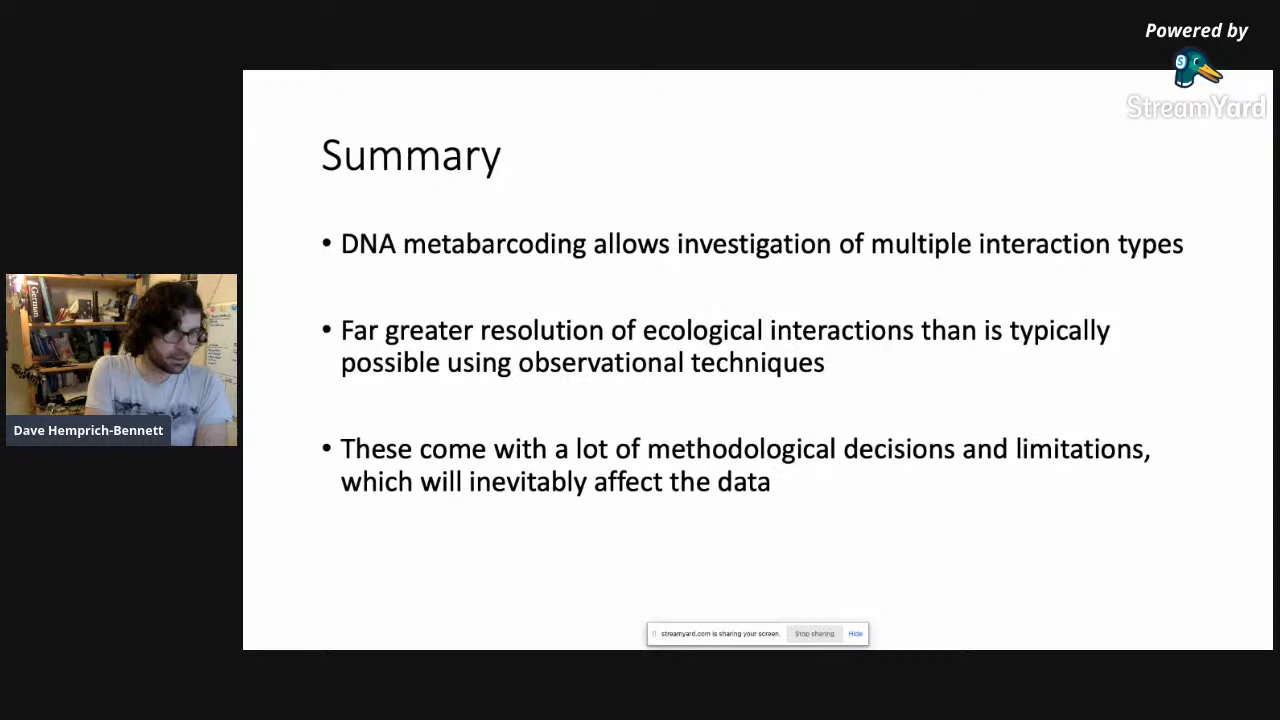 Powered by
StreamYard
Summary
• DNA metabarcoding allows investigation of multiple interaction types
• Far greater resolution of ecological interactions than is typically
possible using observational techniques
• These come with a lot of methodological decisions and limitations,
which will inevitably affect the data
German
Dave Hemprich-Bennett
streamyard.com is sharing your screen.
Stop sharing
Hide